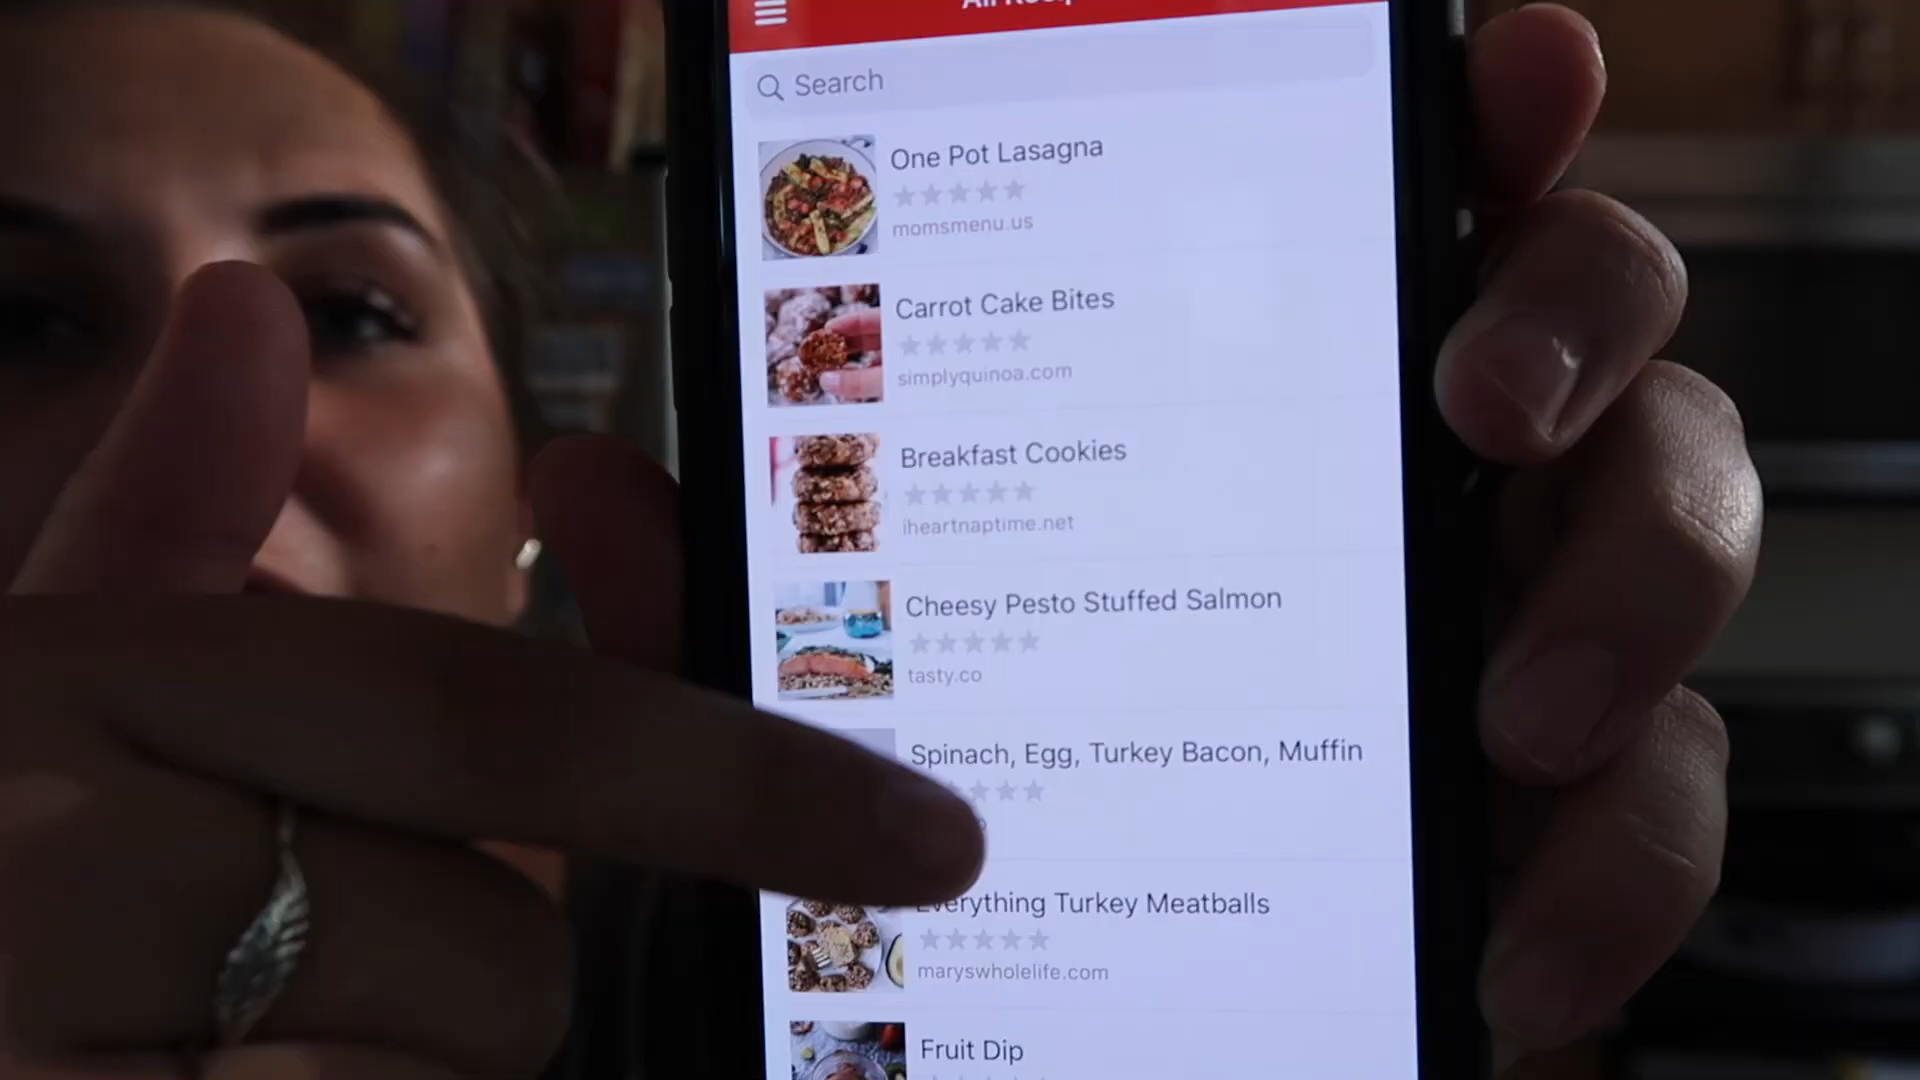 Search
One Pot Lasagna
momsmenu.us
Carrot Cake Bites
simplyquinoa.com
Breakfast Cookies
iheartnaptime.net
Cheesy Pesto Stuffed Salmon
tasty.co
Spinach, Egg, Turkey Bacon, Muffin
Everything Turkey Meatballs
maryswholelife.com
Fruit Dip